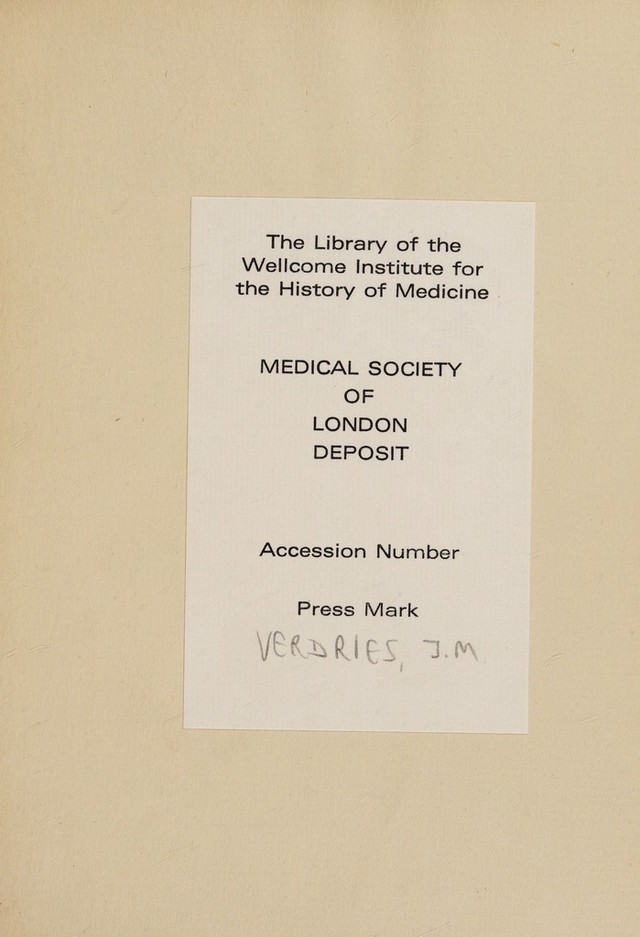 The Library of the
Wellcome Institute for
the History of Medicine
MEDICAL SOCIETY
OF
LONDON
DEPOSIT
Accession Number
Press Mark
VERDRIES, J.M